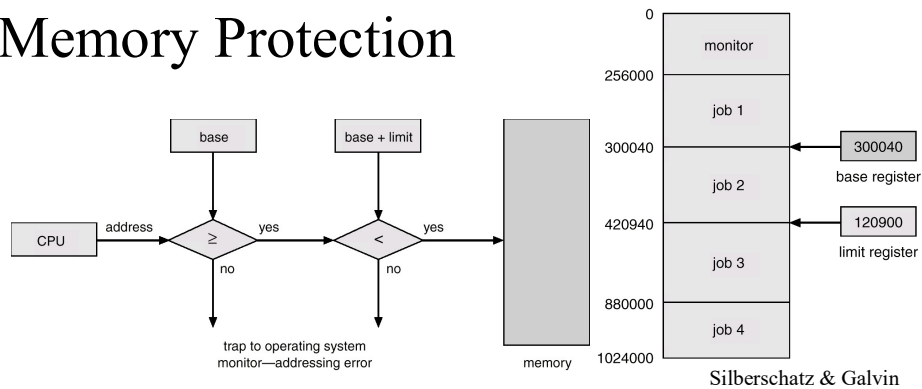 Memory Protection
base
base + limit
CPU
address
≥
yes
<
yes
no
no
trap to operating system
monitor—addressing error
memory
0
monitor
256000
job 1
300040
300040
base register
job 2
420940
120900
limit register
job 3
880000
job 4
1024000
Silberschatz & Galvin